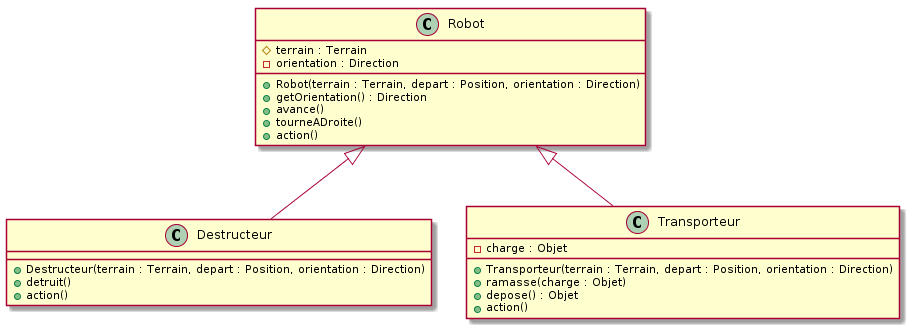 C Robot
terrain : Terrain
orientation : Direction
Robot(terrain : Terrain, depart : Position, orientation : Direction)
getOrientation() : Direction
avance()
tourneADroite()
action()
C Destructeur
Destructeur(terrain : Terrain, depart : Position, orientation : Direction)
detruit()
action()
C Transporteur
charge : Objet
Transporteur(terrain : Terrain, depart : Position, orientation : Direction)
ramasse(charge : Objet)
depose() : Objet
action()